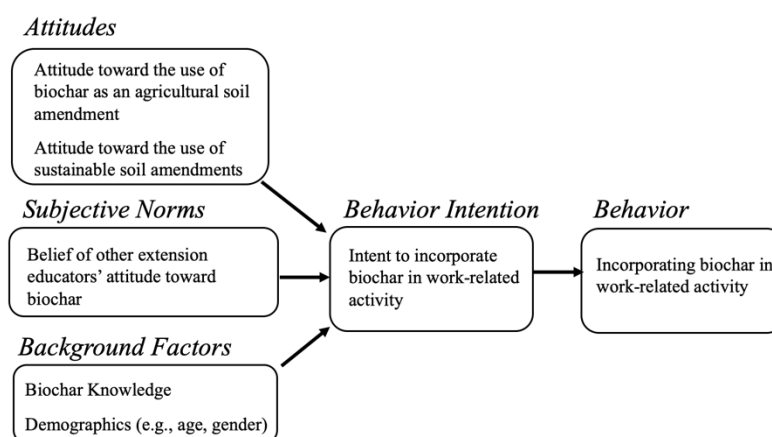 Attitudes
Attitude toward the use of
biochar as an agricultural soil
amendment
Attitude toward the use of
sustainable soil amendments
Subjective Norms
Belief of other extension
educators' attitude toward
biochar
Background Factors
Biochar Knowledge
Demographics (e.g., age, gender)
Behavior Intention
Intent to incorporate
biochar in work-related
activity
Behavior
Incorporating biochar in
work-related activity